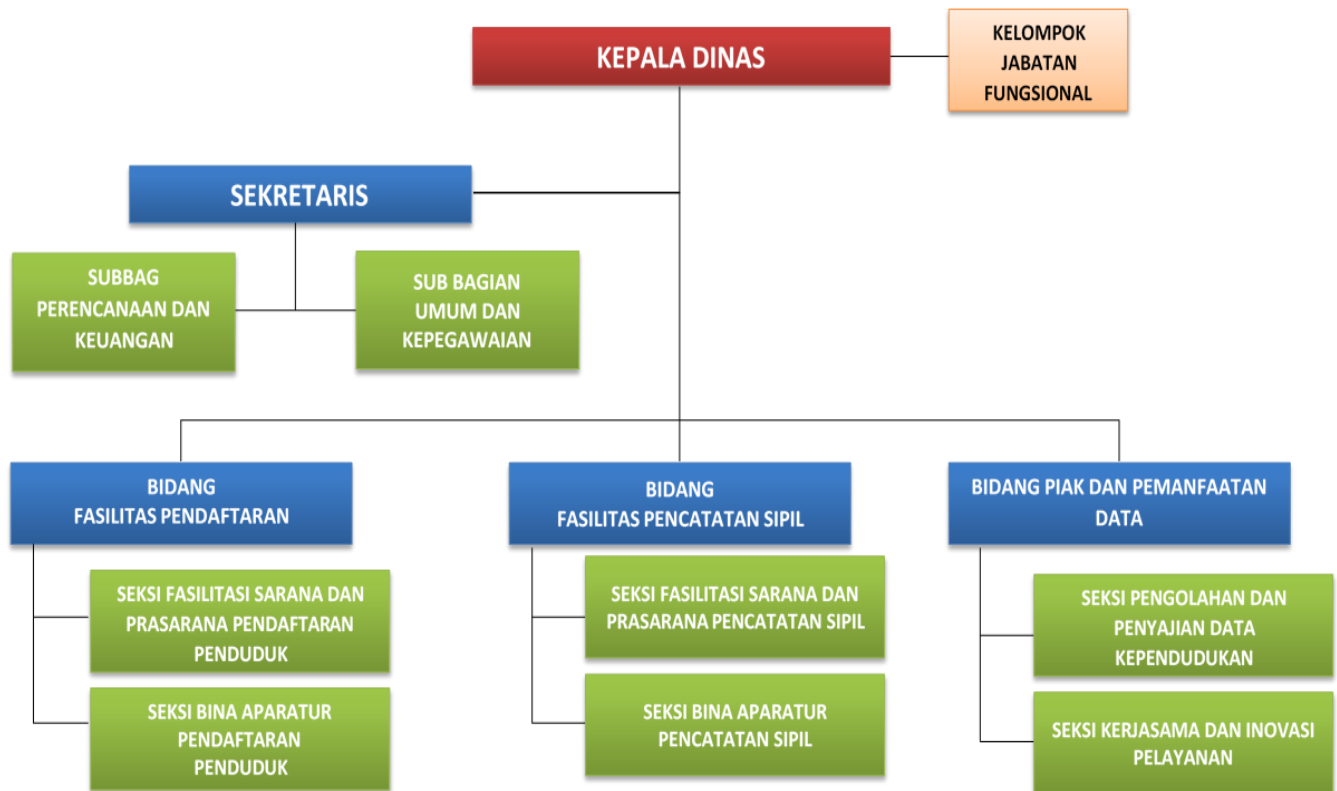 KEPALA DINAS
KELOMPOK
JABATAN
FUNGSIONAL
SEKRETARIS
SUBBAG
PERENCANAAN DAN
KEUANGAN
SUB BAGIAN
UMUM DAN
KEPEGAWAIAN
BIDANG
FASILITAS PENDAFTARAN
SEKSI FASILITASI SARANA DAN
PRASARANA PENDAFTARAN
PENDUDUK
SEKSI BINA APARATUR
PENDAFTARAN
PENDUDUK
BIDANG
FASILITAS PENCATATAN SIPIL
SEKSI FASILITASI SARANA DAN
PRASARANA PENCATATAN SIPIL
SEKSI BINA APARATUR
PENCATATAN SIPIL
BIDANG PIAK DAN PEMANFAATAN
DATA
SEKSI PENGOLAHAN DAN
PENYAJIAN DATA
KEPENDUDUKAN
SEKSI KERJASAMA DAN INOVASI
PELAYANAN